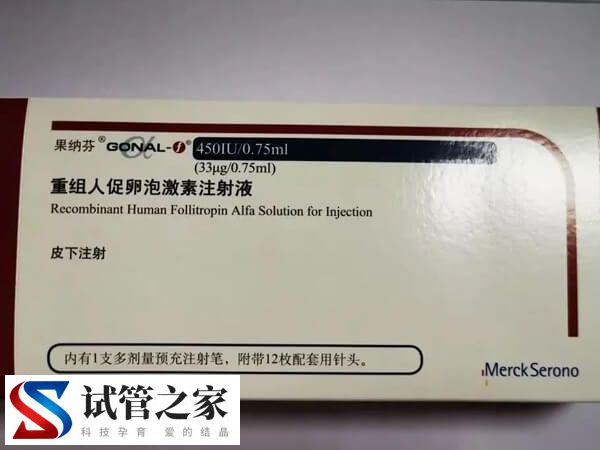 果纳芬® GONAL-f® 450IU/0.75ml
(33μg/0.75ml)
重组人促卵泡激素注射液
Recombinant Human Follitropin Alfa Solution for Injection
皮下注射
内有1支多剂量预充注射笔，附带12枚配套用针头。
Merck Serono
试管之家
科技孕育 爱的结晶